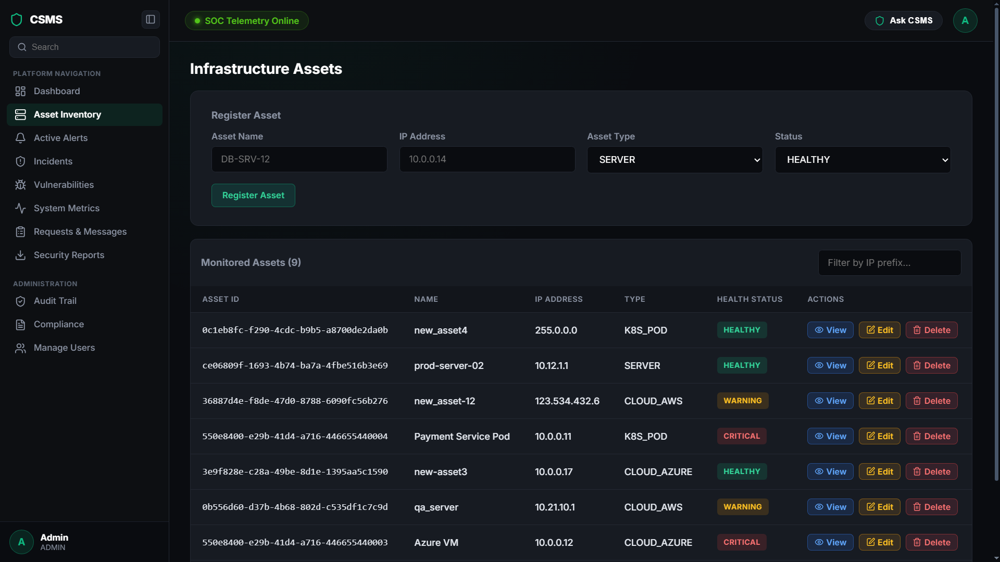 CSMS
Search
PLATFORM NAVIGATION
Dashboard
Asset Inventory
Active Alerts
Incidents
Vulnerabilities
System Metrics
Requests & Messages
Security Reports
ADMINISTRATION
Audit Trail
Compliance
Manage Users
A
Admin
ADMIN
SOC Telemetry Online
Ask CSMS
A
Infrastructure Assets
Register Asset
Asset Name IP Address Asset Type Status
DB-SRV-12 10.0.0.14 SERVER HEALTHY
Register Asset
Monitored Assets (9)
Filter by IP prefix...
ASSET ID NAME IP ADDRESS TYPE HEALTH STATUS ACTIONS
0c1eb8fc-f290-4cdc-b9b5-a8700de2da0b new_asset4 255.0.0.0 K8S_POD HEALTHY View Edit Delete
ce06809f-1693-4b74-ba7a-4fbe516b3e69 prod-server-02 10.12.1.1 SERVER HEALTHY View Edit Delete
36887d4e-f8de-47d0-8788-6090fc56b276 new_asset-12 123.534.432.6 CLOUD_AWS WARNING View Edit Delete
550e8400-e29b-41d4-a716-446655440004 Payment Service Pod 10.0.0.11 K8S_POD CRITICAL View Edit Delete
3e9f828e-c28a-49be-8d1e-1395aa5c1590 new-asset3 10.0.0.17 CLOUD_AZURE HEALTHY View Edit Delete
0b556d60-d37b-4b68-802d-c535df1c7c9d qa_server 10.21.10.1 CLOUD_AWS WARNING View Edit Delete
550e8400-e29b-41d4-a716-446655440003 Azure VM 10.0.0.12 CLOUD_AZURE CRITICAL View Edit Delete